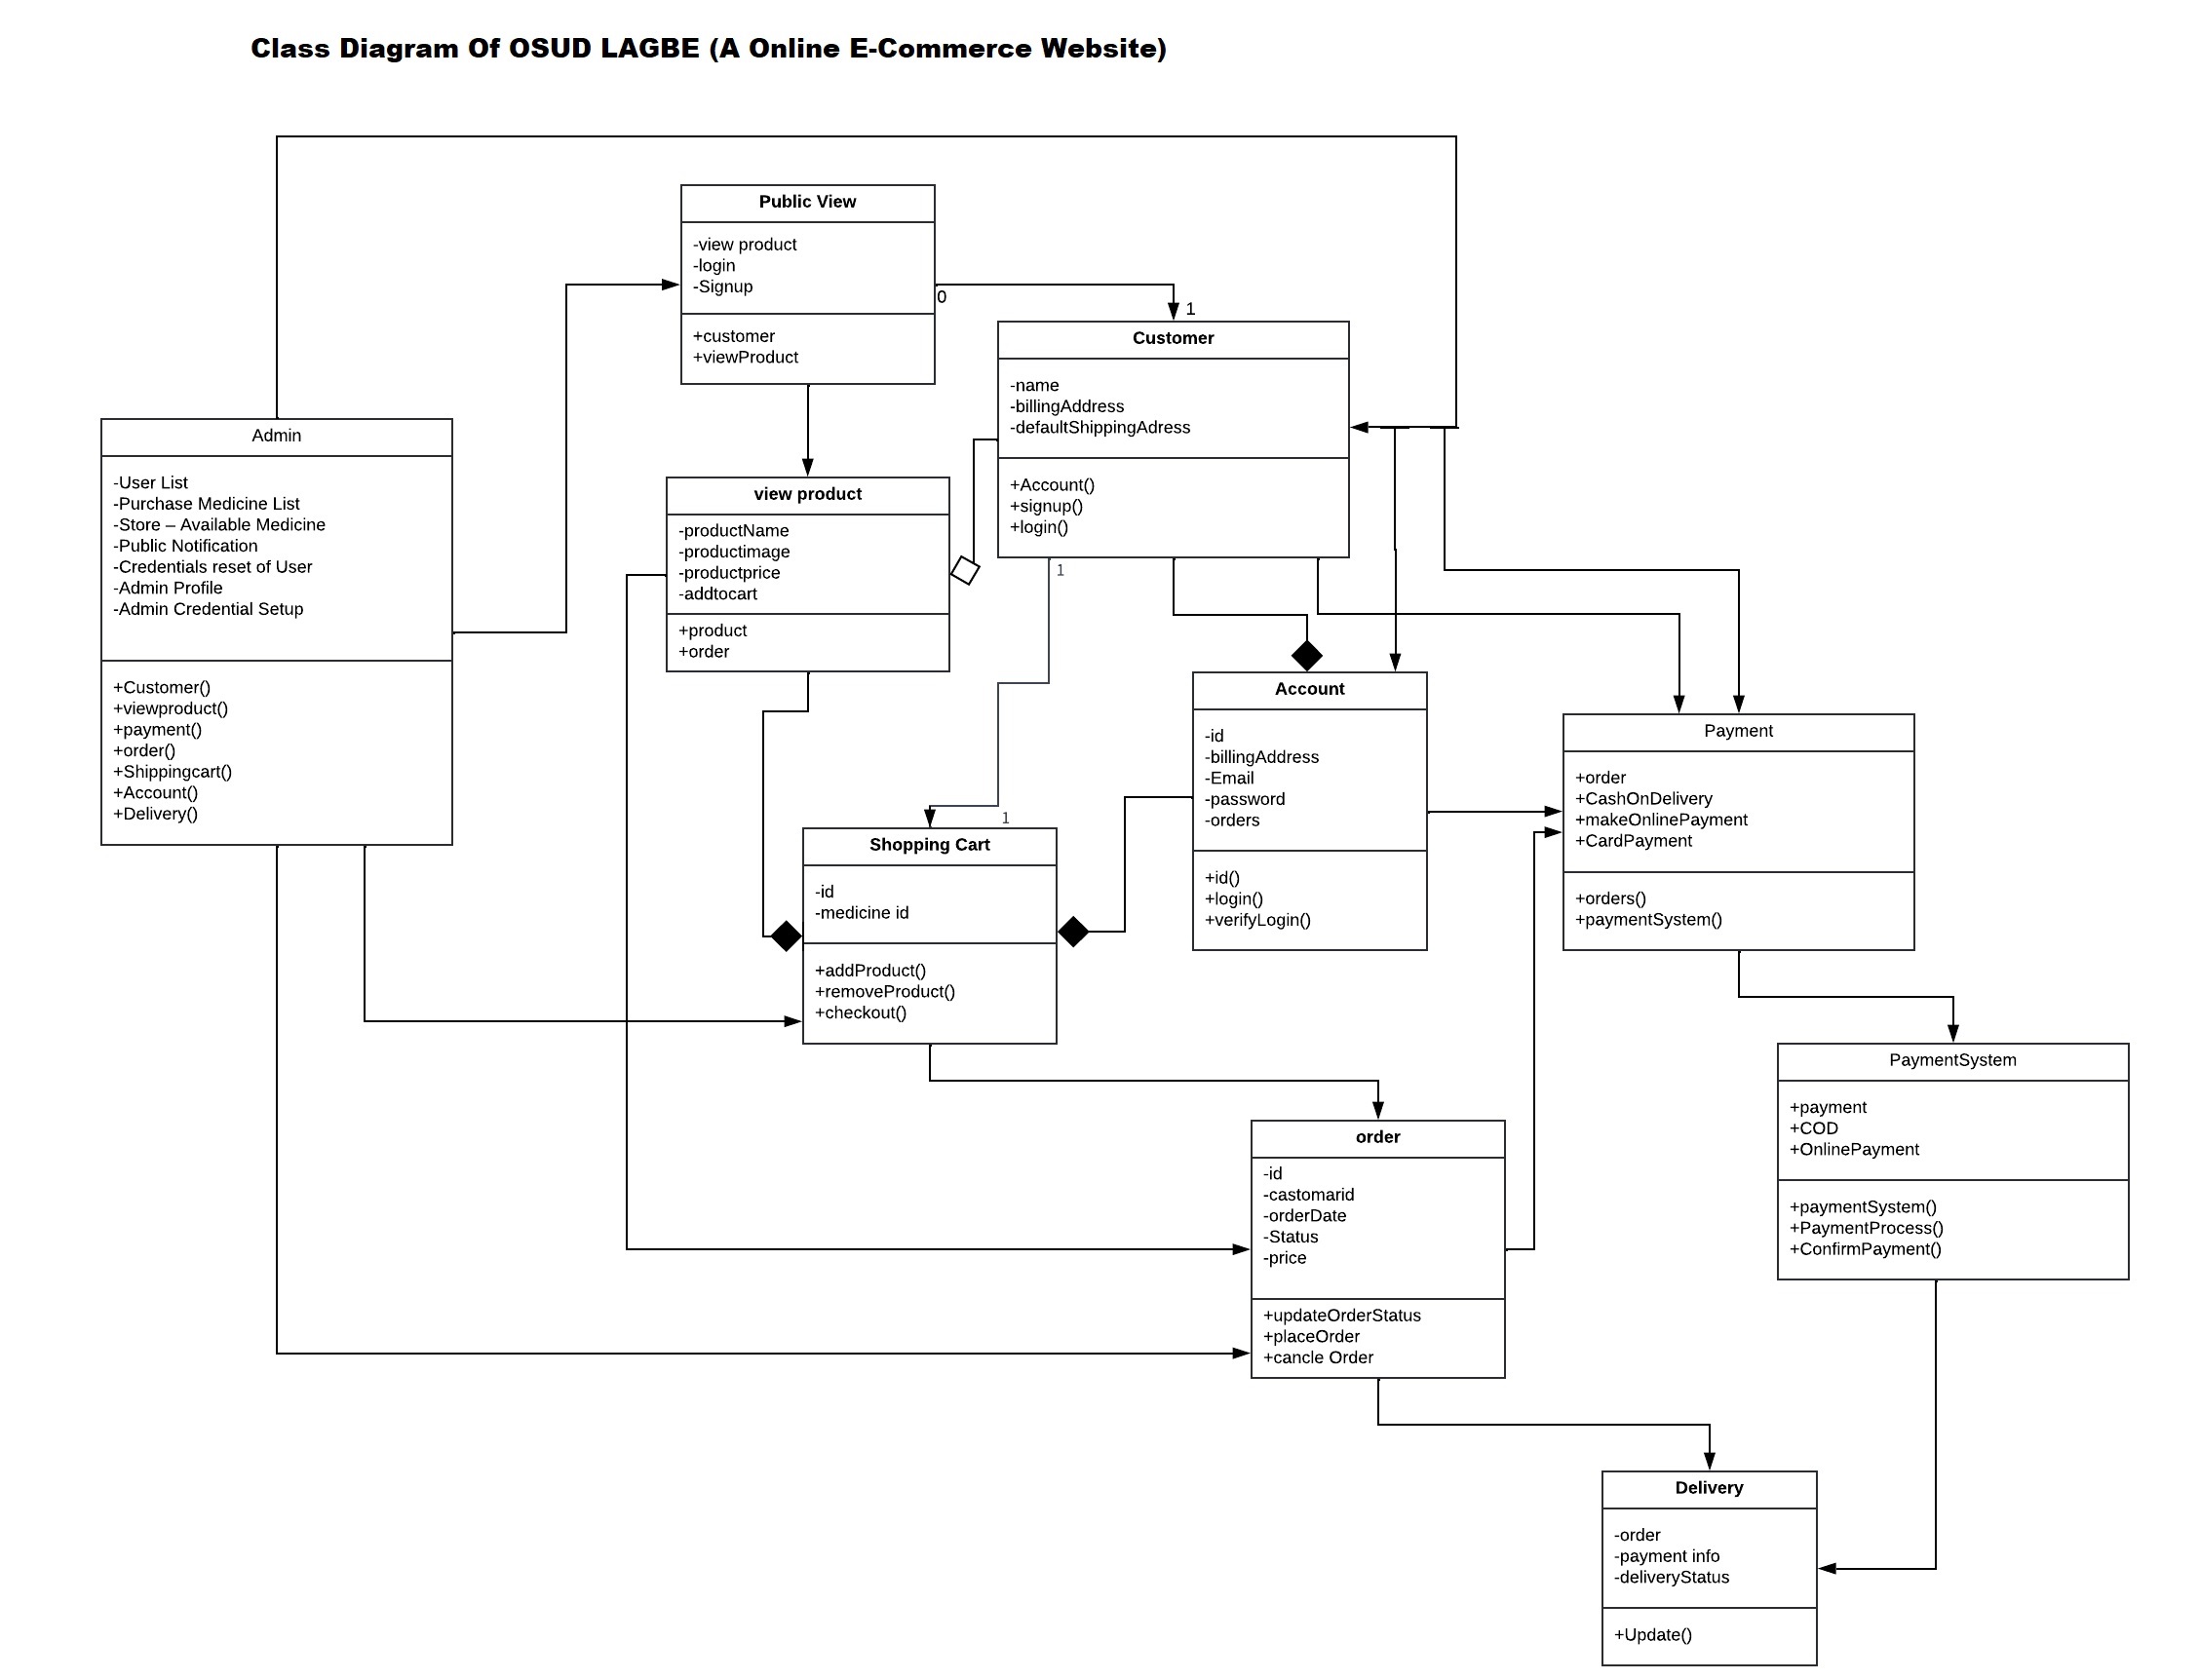 Class Diagram Of OSUD LAGBE (A Online E-Commerce Website)
Public View
-view product
-login
-Signup
+customer
+viewProduct
0
1
Customer
-name
-billingAddress
-defaultShippingAdress
+Account()
+signup()
+login()
1
Admin
-User List
-Purchase Medicine List
-Store – Available Medicine
-Public Notification
-Credentials reset of User
-Admin Profile
-Admin Credential Setup
+Customer()
+viewproduct()
+payment()
+order()
+Shippingcart()
+Account()
+Delivery()
view product
-productName
-productimage
-productprice
-addtocart
+product
+order
Account
-id
-billingAddress
-Email
-password
-orders
+id()
+login()
+verifyLogin()
Payment
+order
+CashOnDelivery
+makeOnlinePayment
+CardPayment
+orders()
+paymentSystem()
1
Shopping Cart
-id
-medicine id
+addProduct()
+removeProduct()
+checkout()
PaymentSystem
+payment
+COD
+OnlinePayment
+paymentSystem()
+PaymentProcess()
+ConfirmPayment()
order
-id
-castomarid
-orderDate
-Status
-price
+updateOrderStatus
+placeOrder
+cancle Order
Delivery
-order
-payment info
-deliveryStatus
+Update()